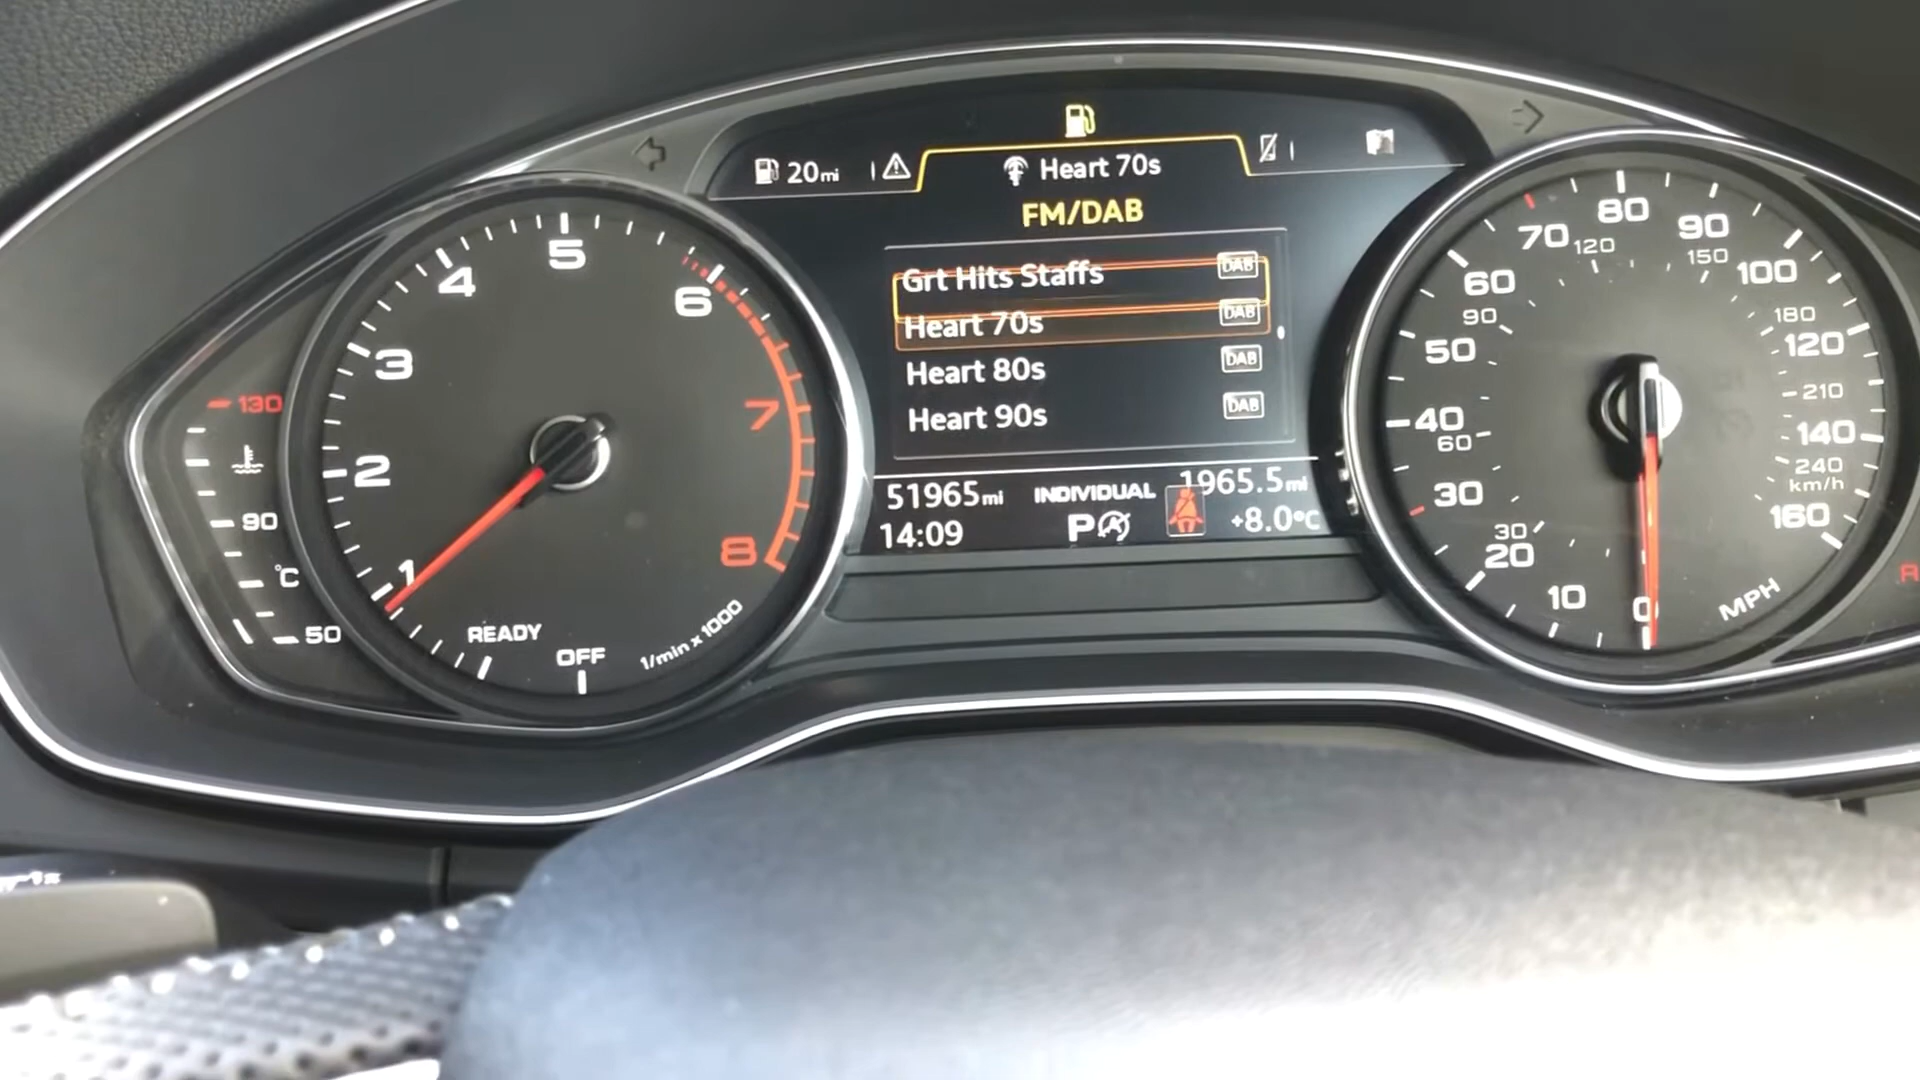 20mi
Heart 70s
FM/DAB
Grt Hits Staffs DAB
Heart 70s DAB
Heart 80s DAB
Heart 90s DAB
51965mi INDIVIDUAL 1965.5mi
14:09 P +8.0°C
130
90
°C
50
1
2
3
4
5
6
7
8
READY
OFF
1/min x 1000
0
10
20
30
40
50
60
70
80
90
100
120
140
160
MPH
30
60
90
120
150
180
210
240
km/h
R